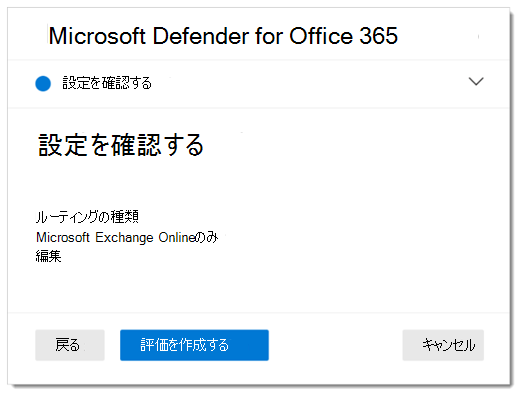 Microsoft Defender for Office 365
設定を確認する
設定を確認する
ルーティングの種類
Microsoft Exchange Onlineのみ
編集
戻る
評価を作成する
キャンセル